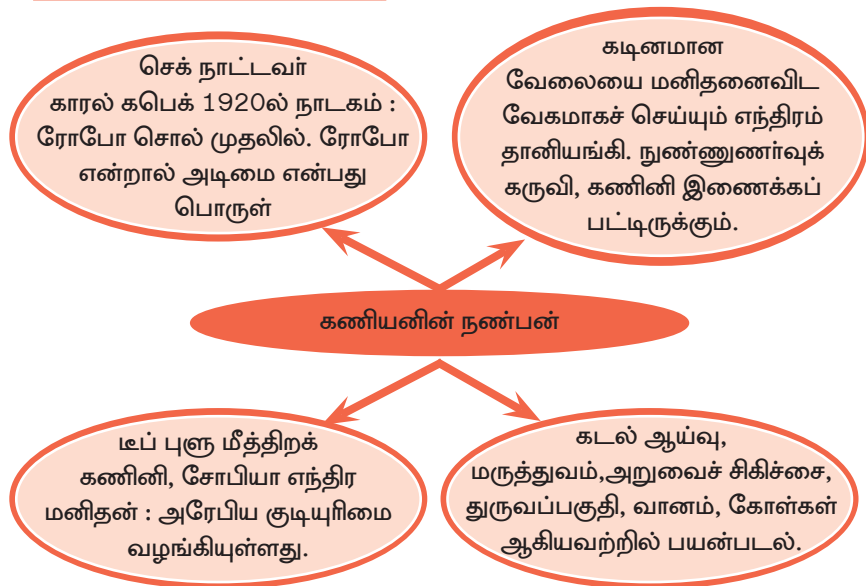 செக் நாட்டவர்
காரல் கபெக் 1920ல் நாடகம் :
ரோபோ சொல் முதலில். ரோபோ
என்றால் அடிமை என்பது
பொருள்
கடினமான
வேலையை மனிதனைவிட
வேகமாகச் செய்யும் எந்திரம்
தானியங்கி. நுண்ணுணர்வுக்
கருவி, கணினி இணைக்கப்
பட்டிருக்கும்.
கணியனின் நண்பன்
டீப் புளு மீத்திறக்
கணினி, சோபியா எந்திர
மனிதன் : அரேபிய குடியுரிமை
வழங்கியுள்ளது.
கடல் ஆய்வு,
மருத்துவம்,அறுவைச் சிகிச்சை,
துருவப்பகுதி, வானம், கோள்கள்
ஆகியவற்றில் பயன்படல்.